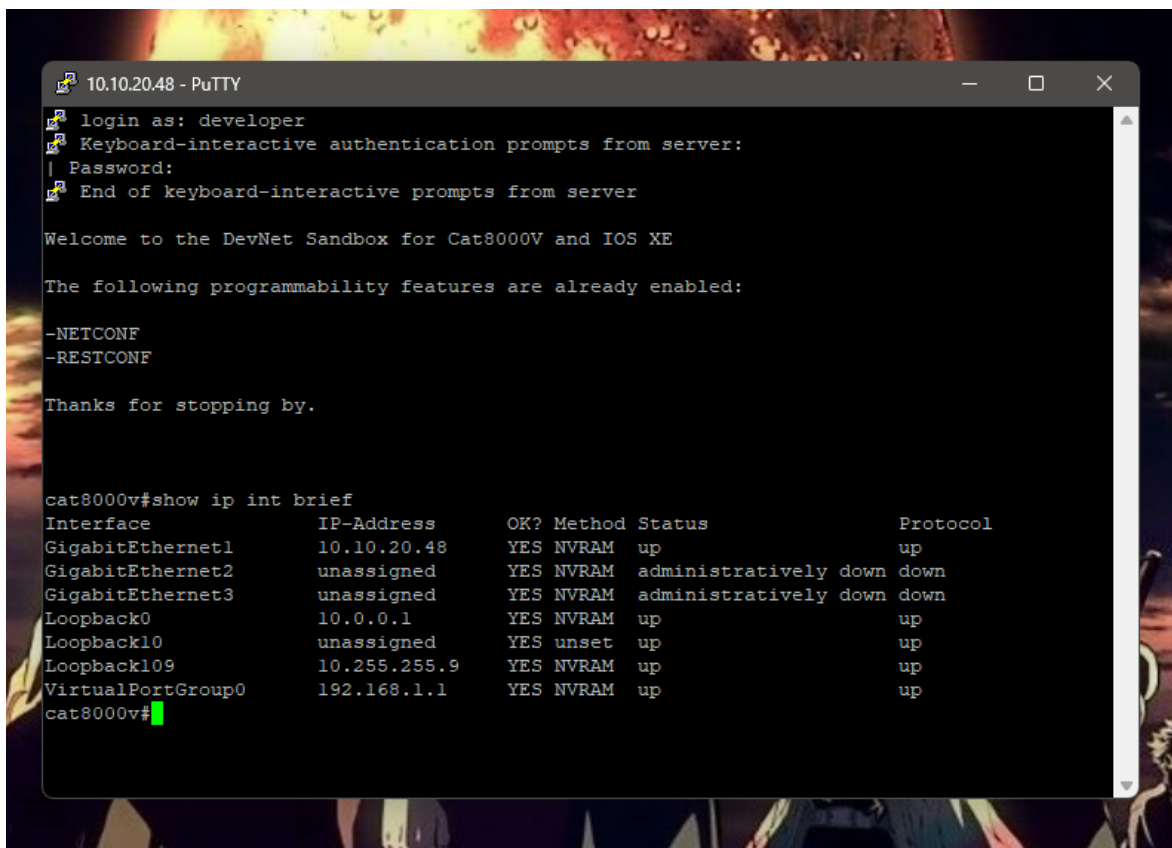 10.10.20.48 - PuTTY
login as: developer
Keyboard-interactive authentication prompts from server:
| Password:
End of keyboard-interactive prompts from server
Welcome to the DevNet Sandbox for Cat8000V and IOS XE
The following programmability features are already enabled:
-NETCONF
-RESTCONF
Thanks for stopping by.
cat8000v#show ip int brief
Interface IP-Address OK? Method Status Protocol
GigabitEthernet1 10.10.20.48 YES NVRAM up up
GigabitEthernet2 unassigned YES NVRAM administratively down down
GigabitEthernet3 unassigned YES NVRAM administratively down down
Loopback0 10.0.0.1 YES NVRAM up up
Loopback10 unassigned YES unset up up
Loopback109 10.255.255.9 YES NVRAM up up
VirtualPortGroup0 192.168.1.1 YES NVRAM up up
cat8000v#